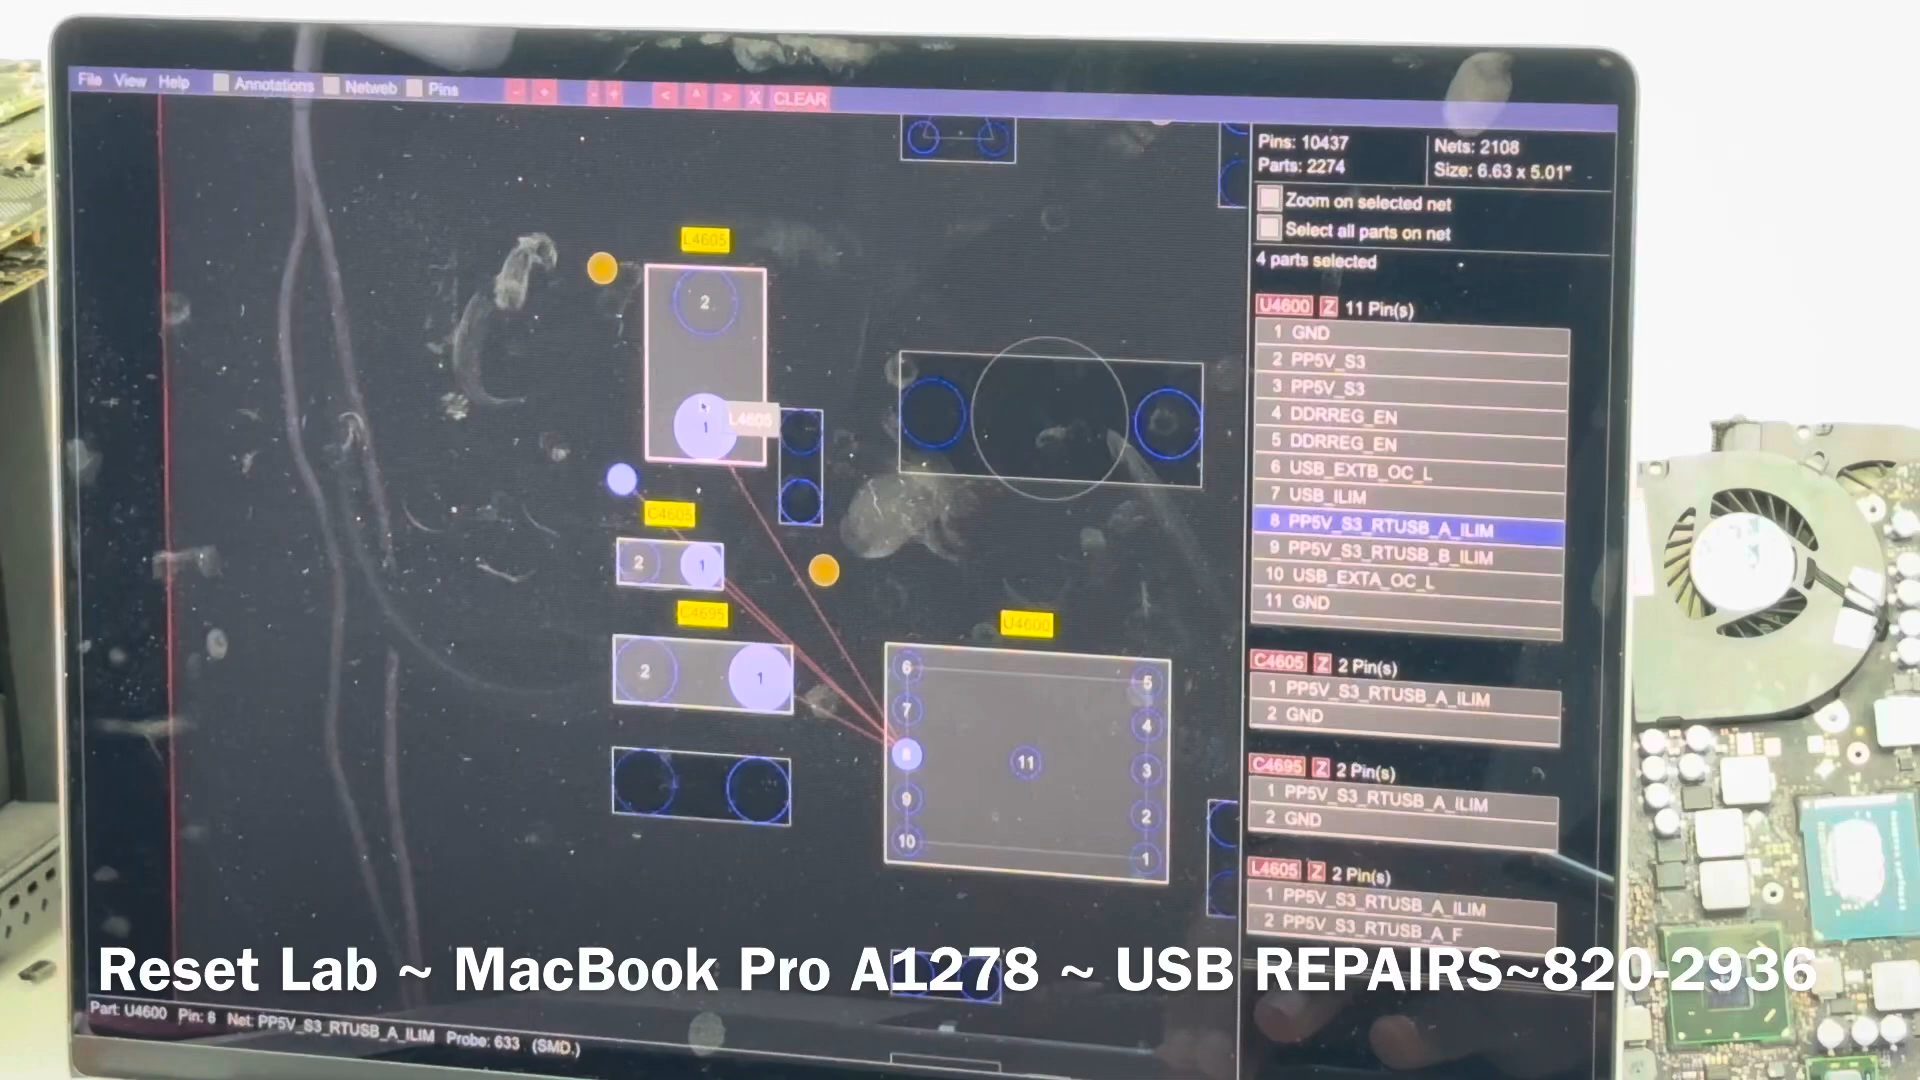 File View Help Annotations Netweb Pins - + - + < ^ > X CLEAR
Pins: 10437 Nets: 2108
Parts: 2274 Size: 6.63 x 5.01"
Zoom on selected net
Select all parts on net
4 parts selected
U4600 Z 11 Pin(s)
1 GND
2 PP5V_S3
3 PP5V_S3
4 DDRREG_EN
5 DDRREG_EN
6 USB_EXTB_OC_L
7 USB_ILIM
8 PP5V_S3_RTUSB_A_ILIM
9 PP5V_S3_RTUSB_B_ILIM
10 USB_EXTA_OC_L
11 GND
C4605 Z 2 Pin(s)
1 PP5V_S3_RTUSB_A_ILIM
2 GND
C4695 Z 2 Pin(s)
1 PP5V_S3_RTUSB_A_ILIM
2 GND
L4605 Z 2 Pin(s)
1 PP5V_S3_RTUSB_A_ILIM
2 PP5V_S3_RTUSB_A_F
L4605
2
1
L4605
C4605
2 1
C4695
2 1
U4600
6 5
7 4
8 11 3
9 2
10 1
Reset Lab ~ MacBook Pro A1278 ~ USB REPAIRS~820-2936
Part: U4600 Pin: 8 Net: PP5V_S3_RTUSB_A_ILIM Probe: 633 (SMD.)